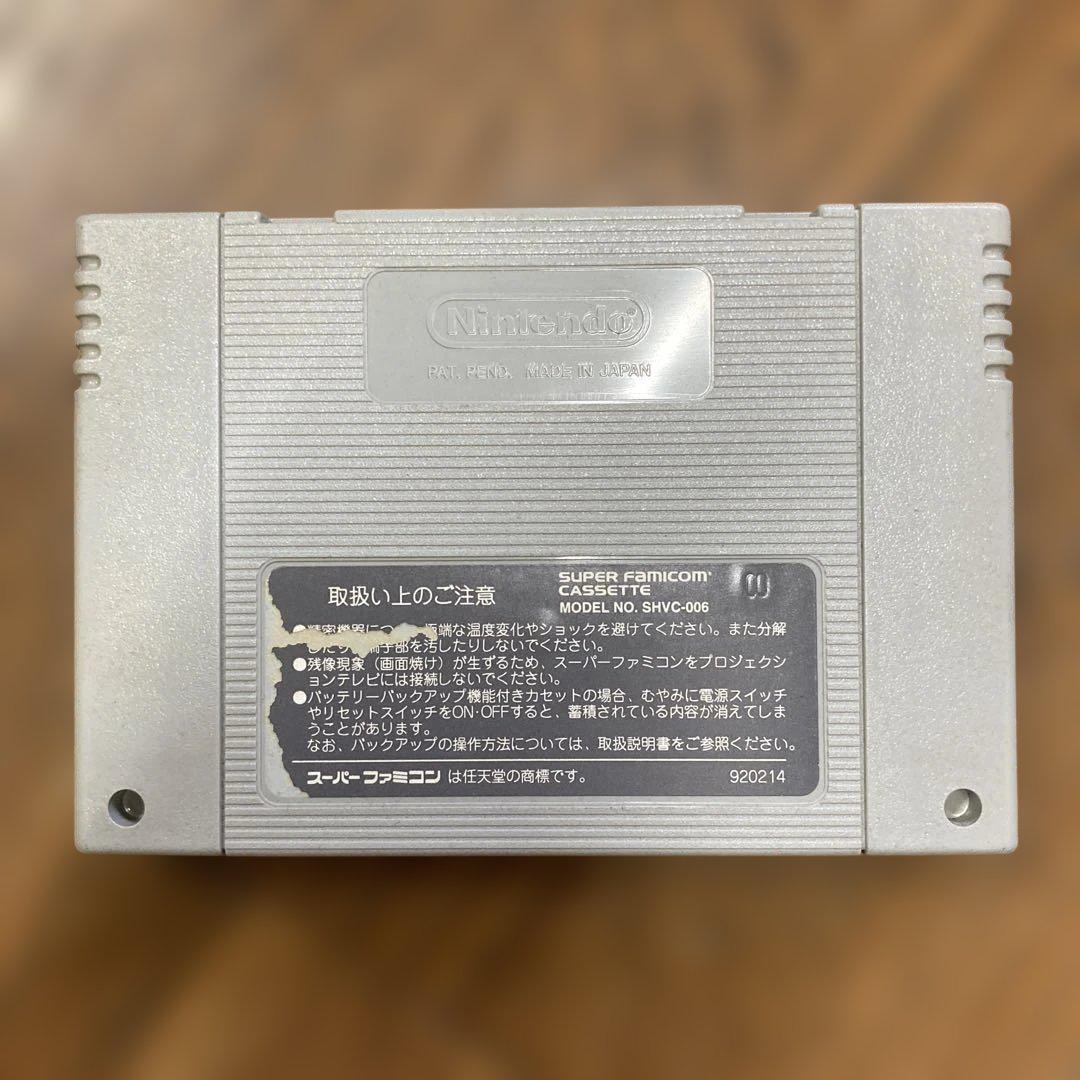 Nintendo®
PAT. PEND. MADE IN JAPAN
取扱い上のご注意
SUPER FAMICOM
CASSETTE
MODEL NO. SHVC-006
●精密機器につ 極端な温度変化やショックを避けてください。また分解
したり 端子部を汚したりしないでください。
●残像現象（画面焼け）が生ずるため、スーパーファミコンをプロジェクシ
ョンテレビには接続しないでください。
●バッテリーバックアップ機能付きカセットの場合、むやみに電源スイッチ
やリセットスイッチをON･OFFすると、蓄積されている内容が消えてしま
うことがあります。
なお、バックアップの操作方法については、取扱説明書をご参照ください。
スーパーファミコン は任天堂の商標です。
920214